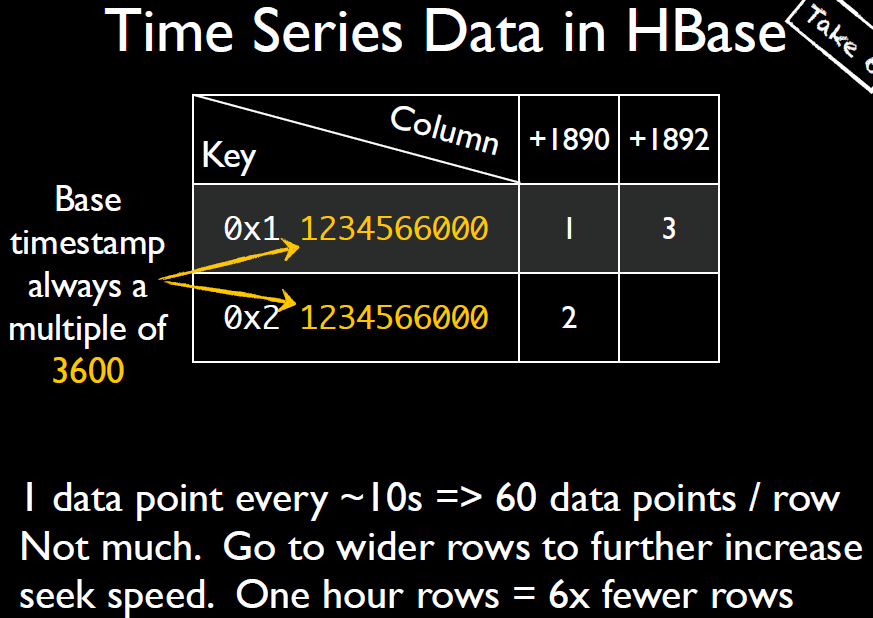 Time Series Data in HBase
Take
Column
Key
+1890 +1892
Base
timestamp
always a
multiple of
3600
0x1 1234566000 1 3
0x2 1234566000 2
1 data point every ~10s => 60 data points / row
Not much. Go to wider rows to further increase
seek speed. One hour rows = 6x fewer rows